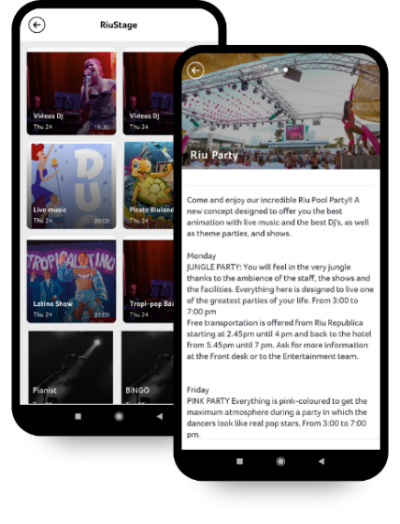 RiuStage
Videos Dj
Thu 24
19:30
Videos Dj
Thu 24
DU
Live music
Thu 24
20:00
Pirate Riuland
Thu 24
TROPICAL LATINO
Latino Show
Thu 24
21:00
Tropi-pop Ba
Thu 24
Pianist
BINGO
Riu Party
Come and enjoy our incredible Riu Pool Party!! A
new concept designed to offer you the best
animation with live music and the best DJ's, as well
as theme parties, and shows.
Monday
JUNGLE PARTY: You will feel in the very jungle
thanks to the ambience of the staff, the shows and
the facilities. Everything here is designed to live one
of the greatest parties of your life. From 3:00 to
7:00 pm
Free transportation is offered from Riu Republica
starting at 2.45pm until 4 pm and back to the hotel
from 5.45pm until 7 pm. Ask for more information
at the Front desk or to the Entertainment team.
Friday
PINK PARTY Everything is pink-coloured to get the
maximum atmosphere during a party in which the
dancers look like real pop stars. From 3:00 to 7:00
pm.